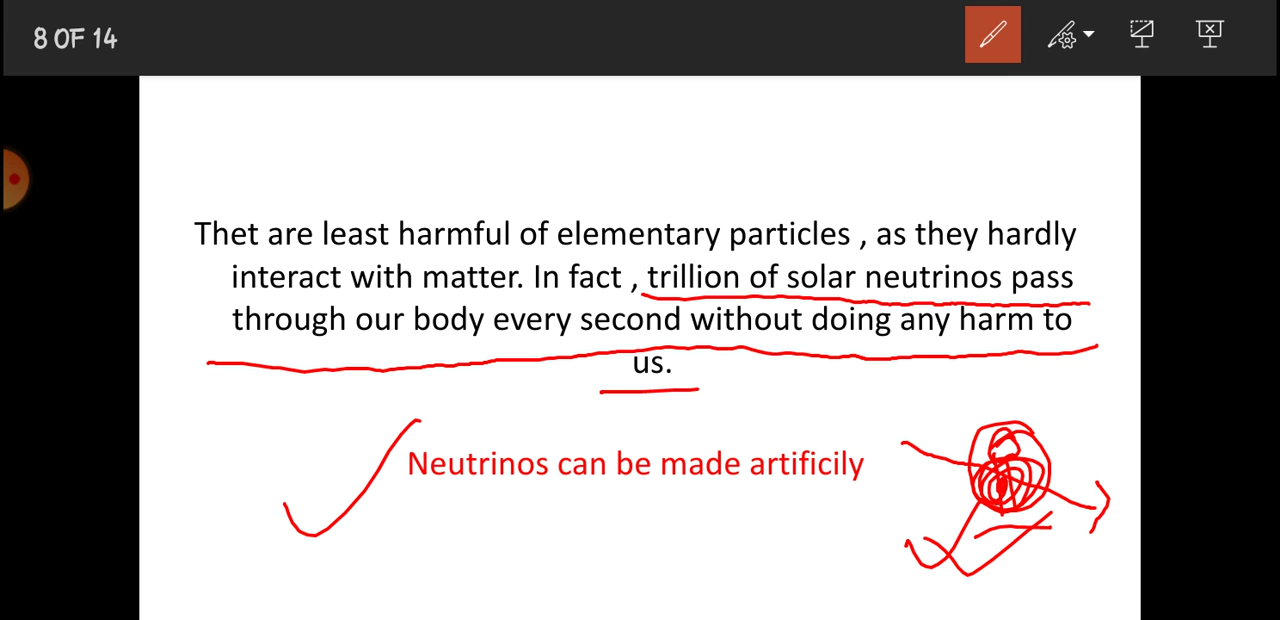 8 OF 14
Thet are least harmful of elementary particles , as they hardly
interact with matter. In fact , trillion of solar neutrinos pass
through our body every second without doing any harm to
us.
Neutrinos can be made artificily